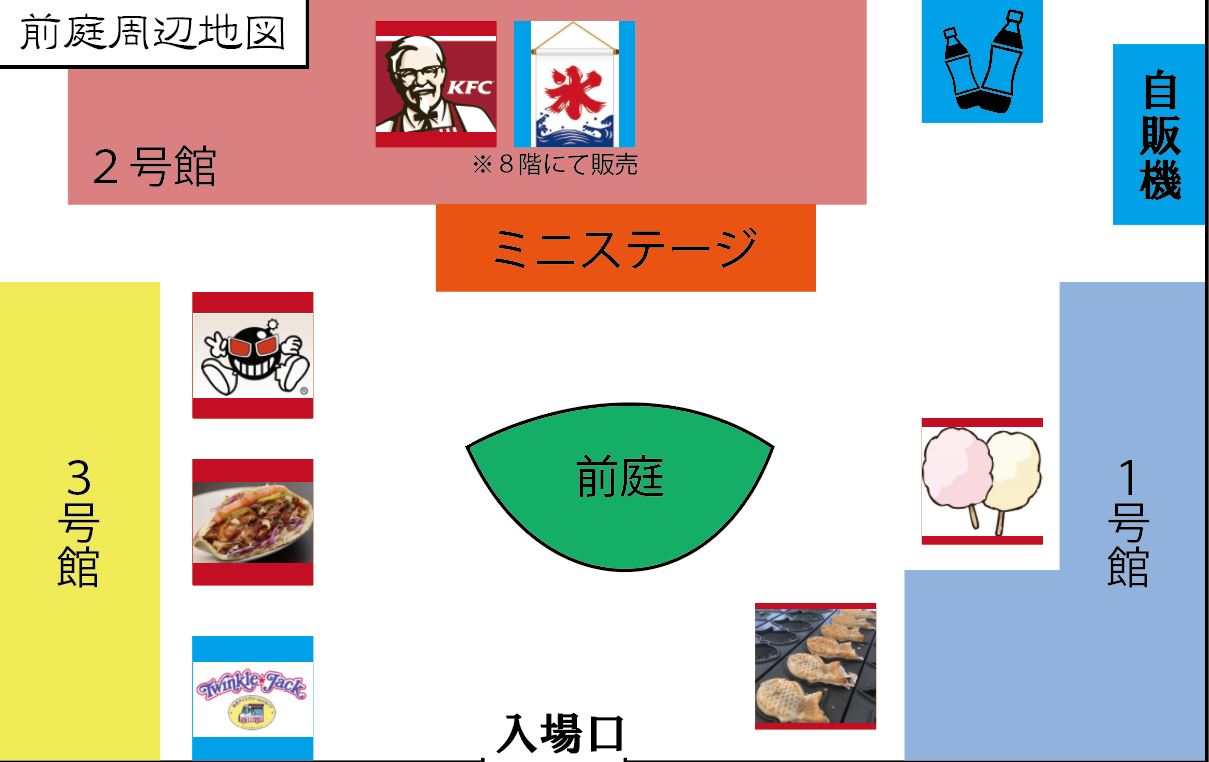 前庭周辺地図
KFC
氷
※８階にて販売
２号館
自販機
ミニステージ
3号館
前庭
1号館
Twinkle Jack
入場口